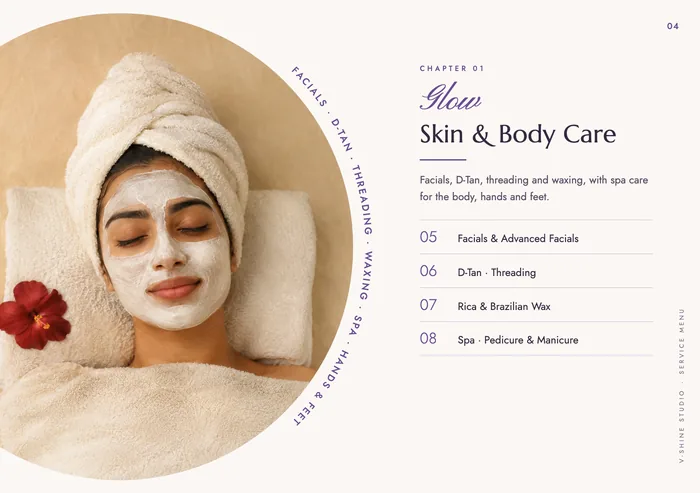 04
FACIALS · D-TAN · THREADING · WAXING · SPA · HANDS & FEET
CHAPTER 01
Glow
Skin & Body Care
Facials, D-Tan, threading and waxing, with spa care
for the body, hands and feet.
05 Facials & Advanced Facials
06 D-Tan · Threading
07 Rica & Brazilian Wax
08 Spa · Pedicure & Manicure
V.SHINE STUDIO · SERVICE MENU